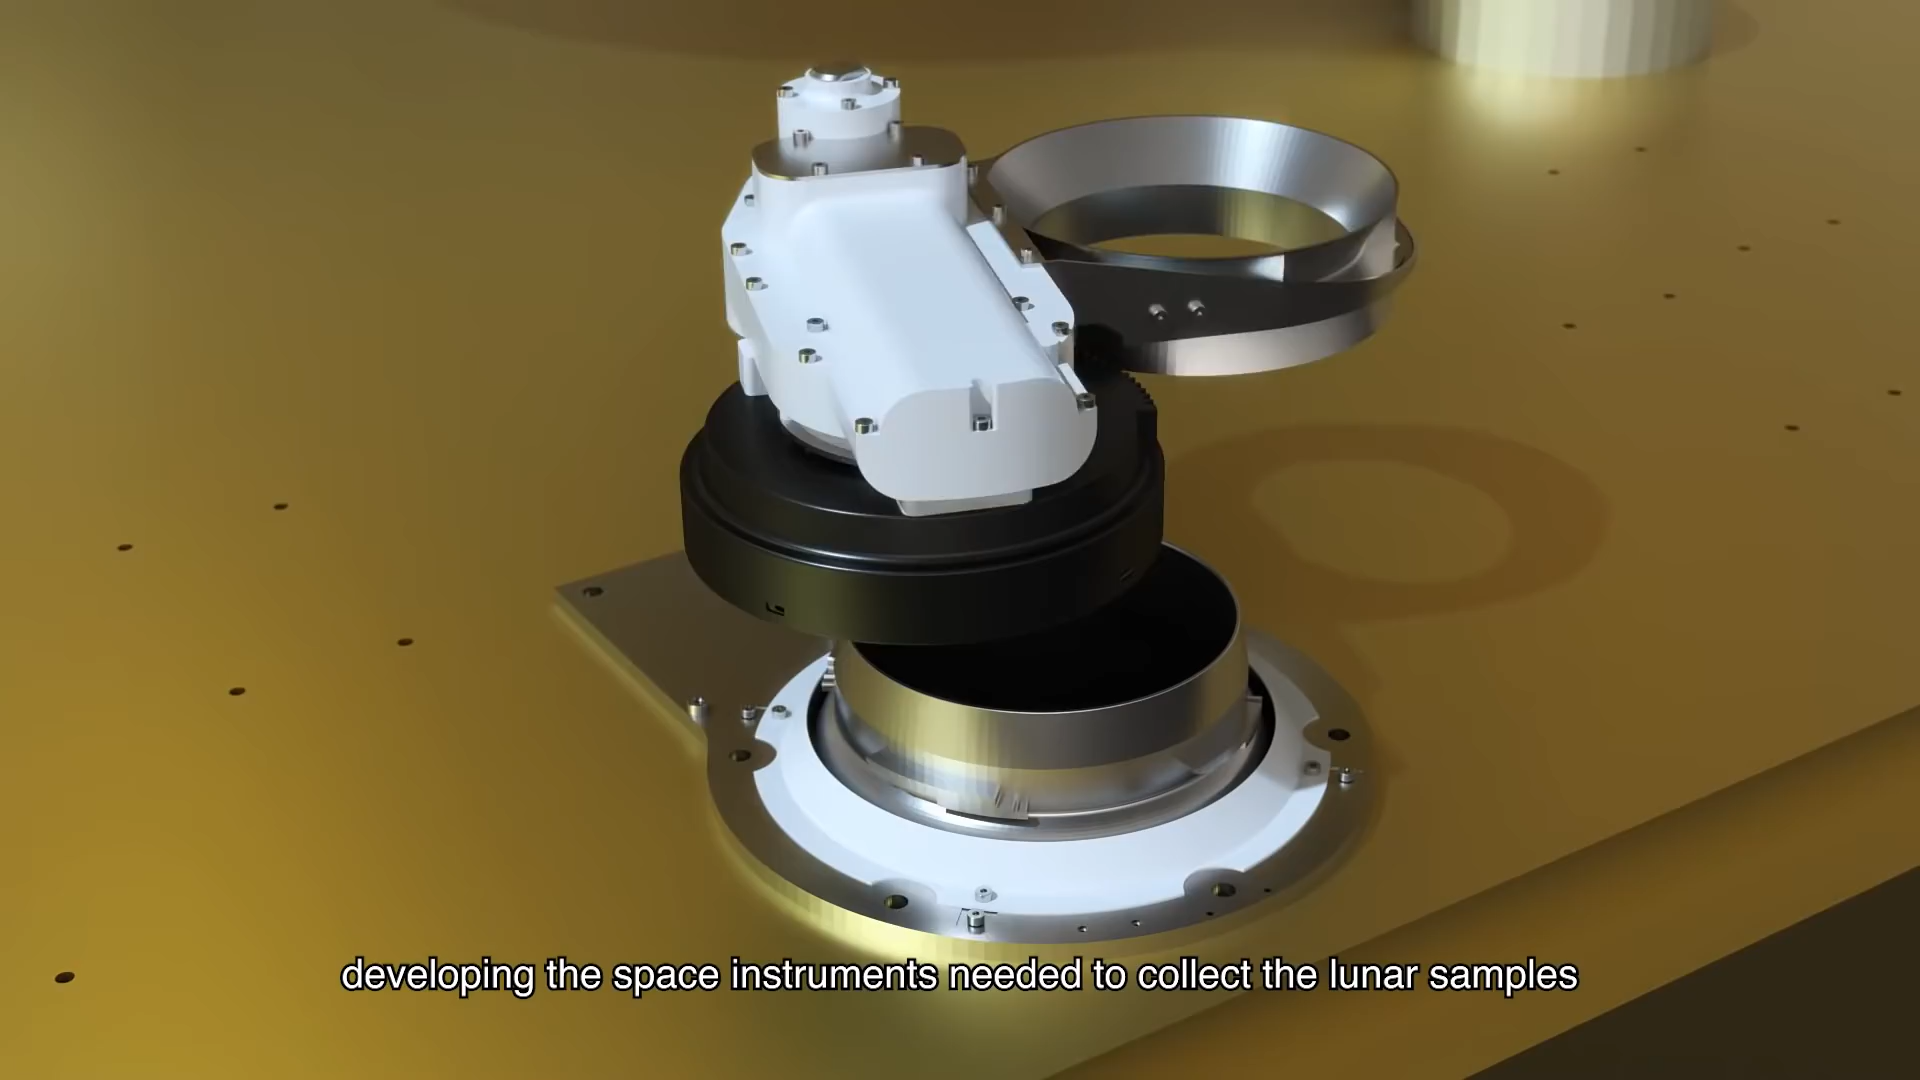 developing the space instruments needed to collect the lunar samples